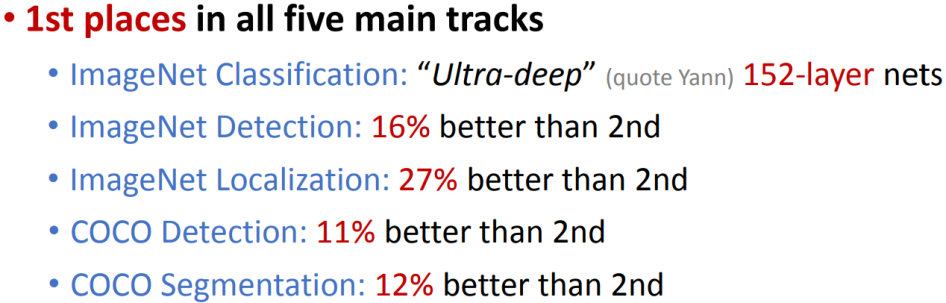 • 1st places in all five main tracks
• ImageNet Classification: “Ultra-deep” (quote Yann) 152-layer nets
• ImageNet Detection: 16% better than 2nd
• ImageNet Localization: 27% better than 2nd
• COCO Detection: 11% better than 2nd
• COCO Segmentation: 12% better than 2nd